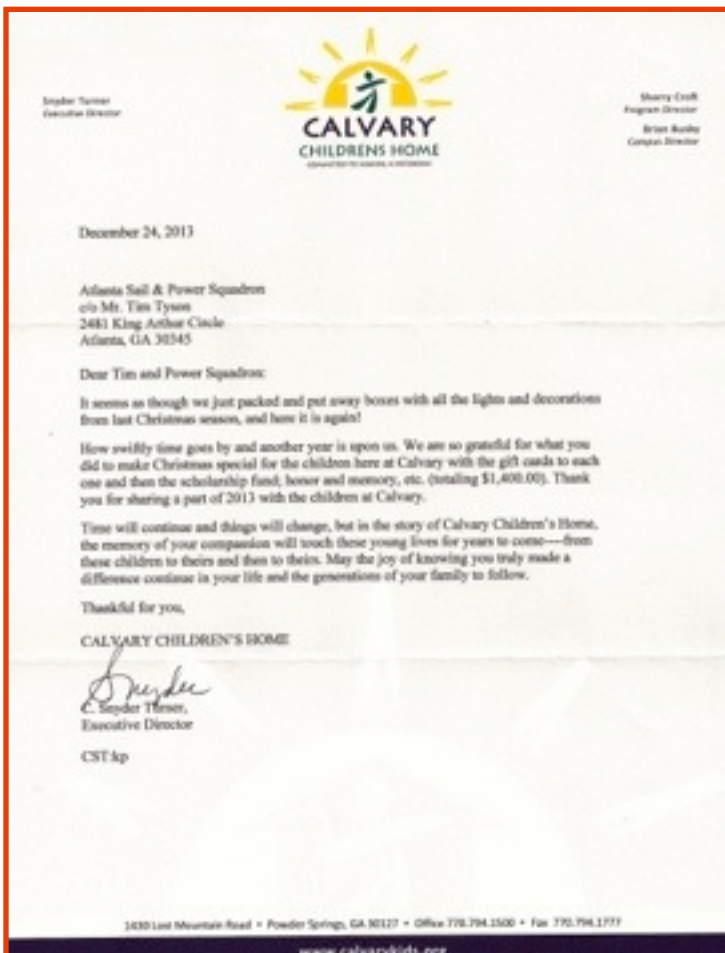 Snyder Turner
Executive Director
CALVARY
CHILDRENS HOME
COMMITTED TO MAKING A DIFFERENCE
Sherry Croft
Program Director
Brian Busby
Campus Director
December 24, 2013
Atlanta Sail & Power Squadron
c/o Mr. Tim Tyson
2481 King Arthur Circle
Atlanta, GA 30345
Dear Tim and Power Squadron:
It seems as though we just packed and put away boxes with all the lights and decorations
from last Christmas season, and here it is again!
How swiftly time goes by and another year is upon us. We are so grateful for what you
did to make Christmas special for the children here at Calvary with the gift cards to each
one and then the scholarship fund; honor and memory, etc. (totaling $1,400.00). Thank
you for sharing a part of 2013 with the children at Calvary.
Time will continue and things will change, but in the story of Calvary Children's Home,
the memory of your compassion will touch these young lives for years to come----from
these children to theirs and then to theirs. May the joy of knowing you truly made a
difference continue in your life and the generations of your family to follow.
Thankful for you,
CALVARY CHILDREN'S HOME
Snyder
C. Snyder Turner,
Executive Director
CST:kp
1430 Lost Mountain Road • Powder Springs, GA 30127 • Office 770.794.1500 • Fax 770.794.1777
www.calvarykids.org